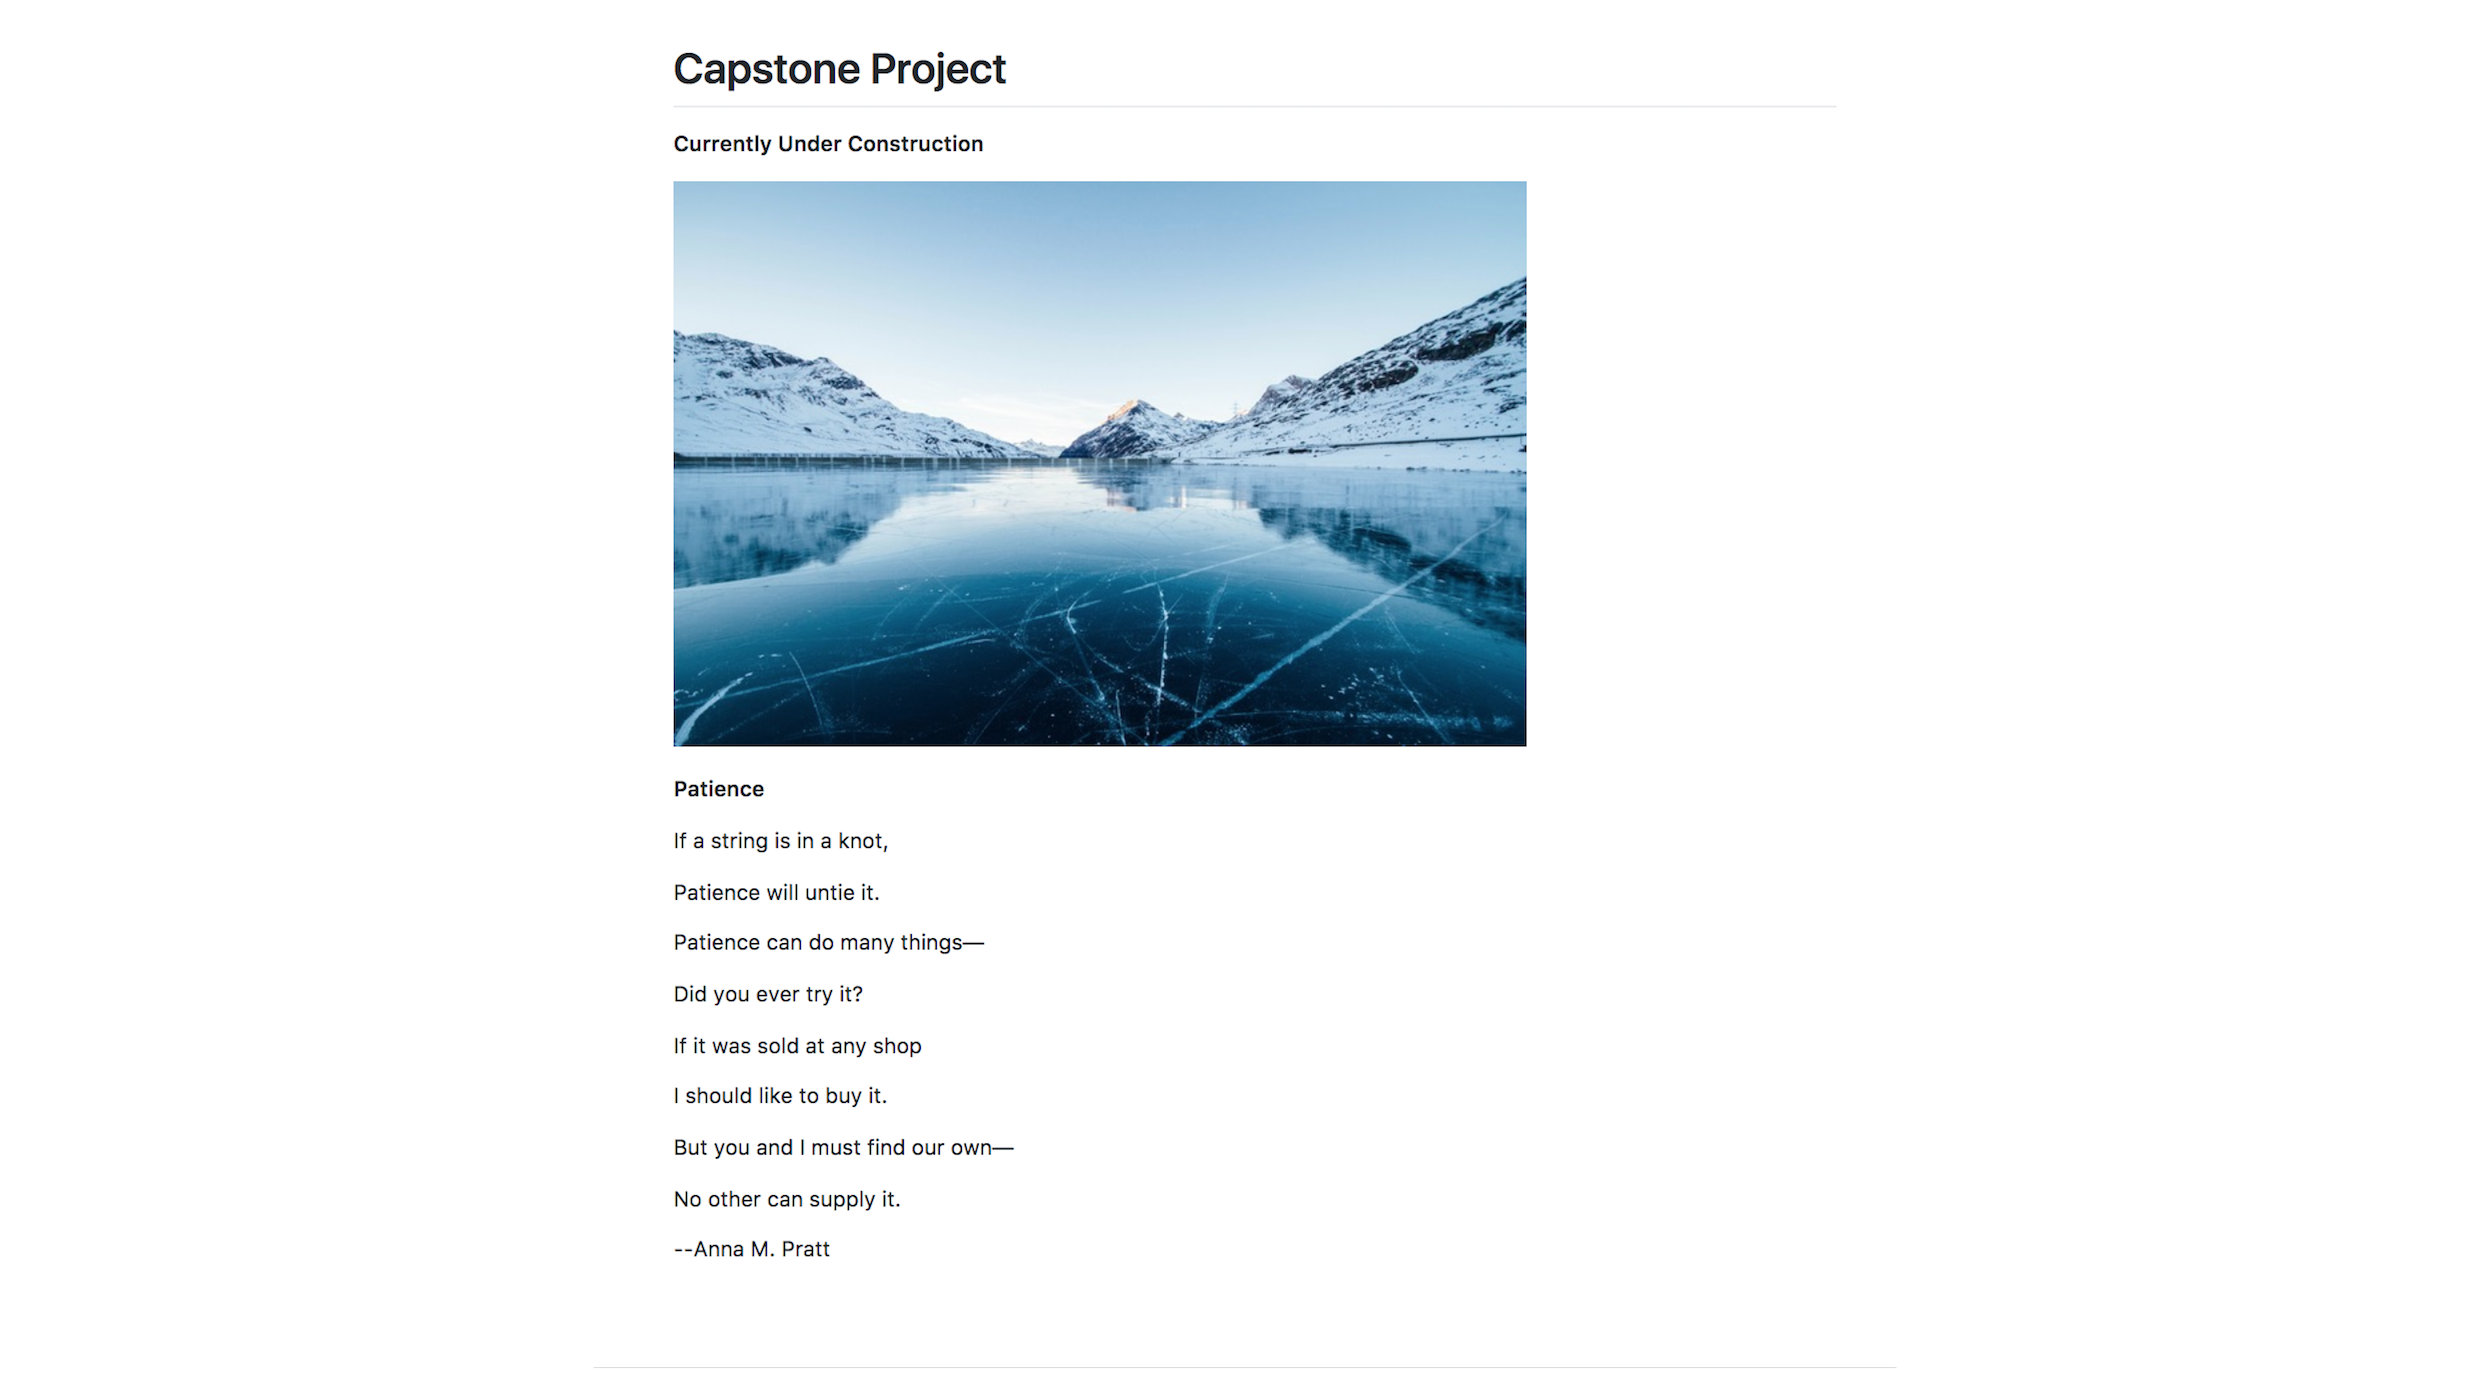 Capstone Project
Currently Under Construction
Patience
If a string is in a knot,
Patience will untie it.
Patience can do many things—
Did you ever try it?
If it was sold at any shop
I should like to buy it.
But you and I must find our own—
No other can supply it.
--Anna M. Pratt